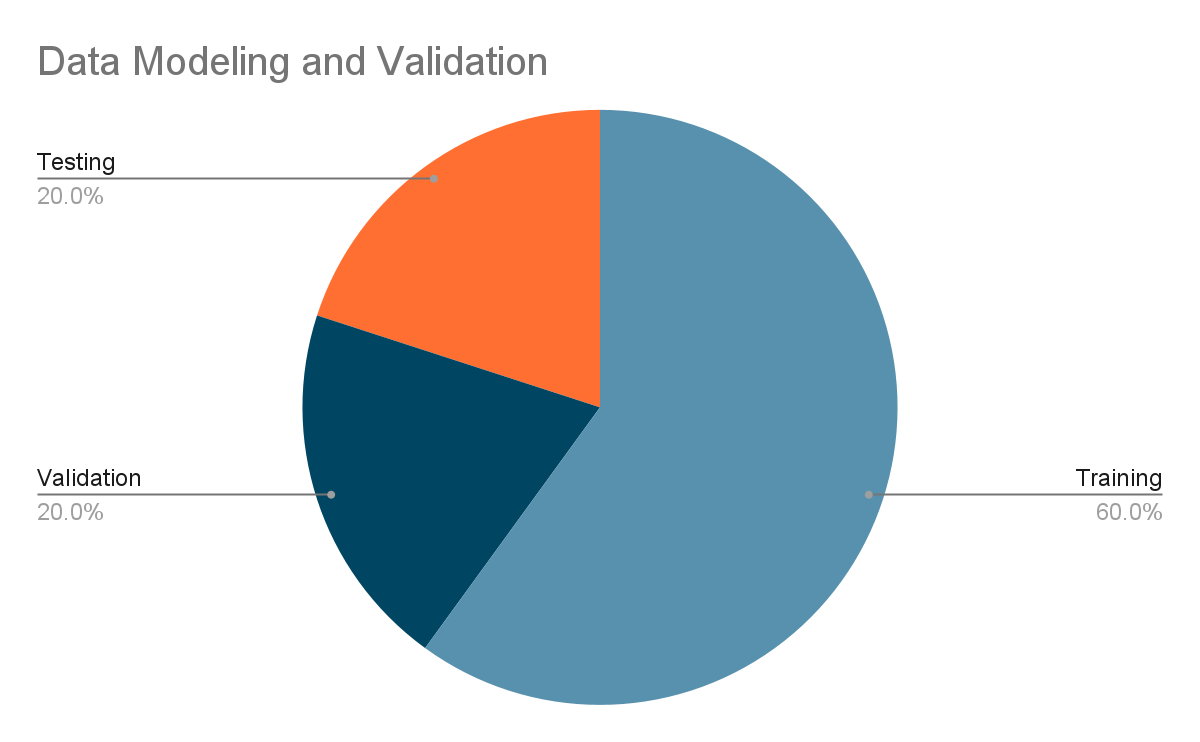 Data Modeling and Validation
Testing
20.0%
Validation
20.0%
Training
60.0%